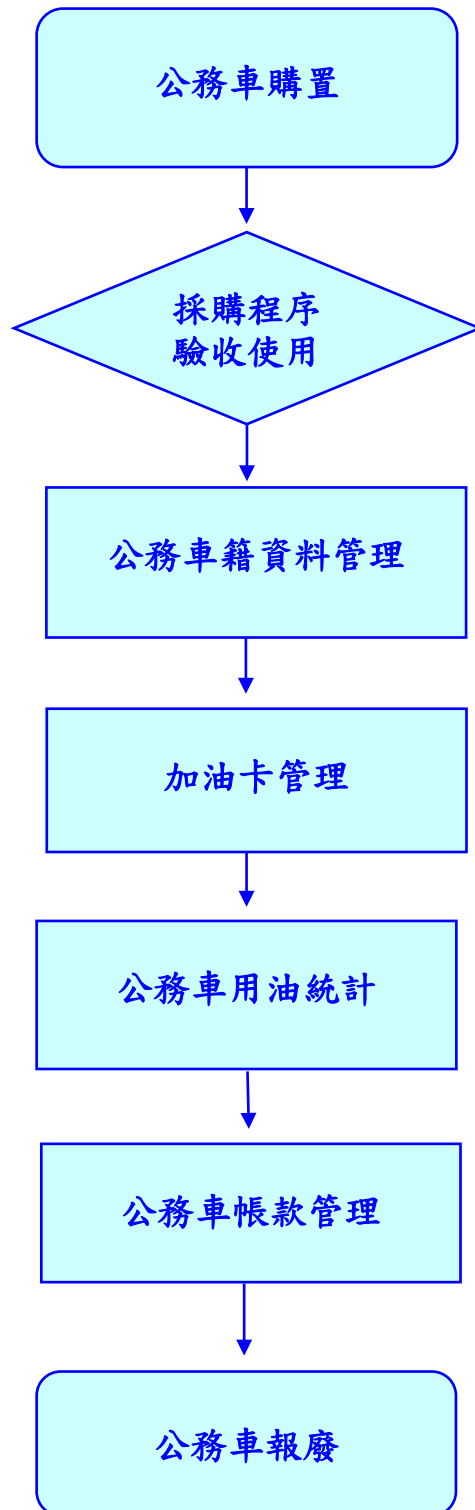 公務車購置
採購程序
驗收使用
公務車籍資料管理
加油卡管理
公務車用油統計
公務車帳款管理
公務車報廢